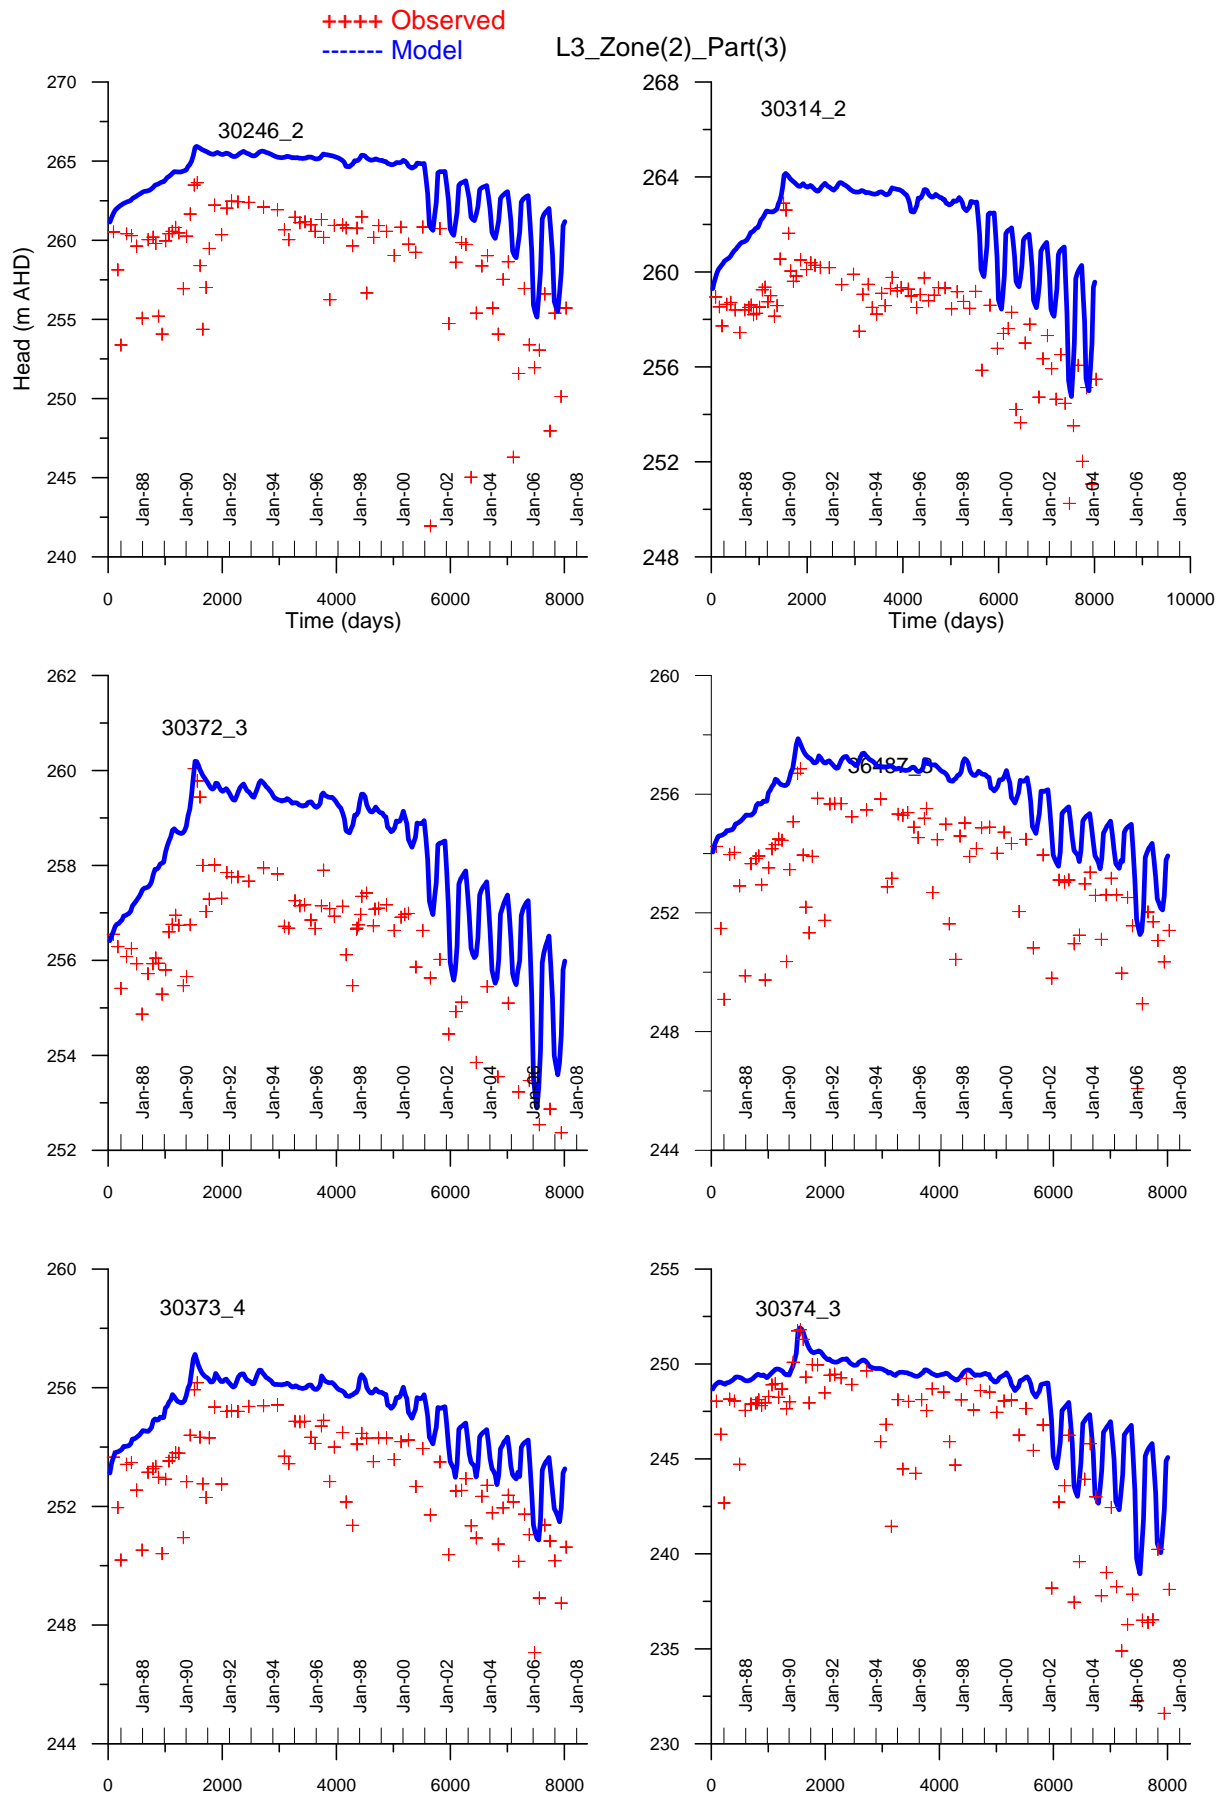 ++++ Observed
------- Model
L3_Zone(2)_Part(3)
270
265
260
255
250
245
240
Head (m AHD)
30246_2
Jan-88
Jan-90
Jan-92
Jan-94
Jan-96
Jan-98
Jan-00
Jan-02
Jan-04
Jan-06
Jan-08
0 2000 4000 6000 8000
Time (days)
268
264
260
256
252
248
30314_2
Jan-88
Jan-90
Jan-92
Jan-94
Jan-98
Jan-96
Jan-00
Jan-02
Jan-04
Jan-06
Jan-08
0 2000 4000 6000 8000 10000
Time (days)
262
260
258
256
254
252
30372_3
Jan-88
Jan-90
Jan-92
Jan-94
Jan-96
Jan-98
Jan-00
Jan-02
Jan-04
Jan-06
Jan-08
0 2000 4000 6000 8000
260
256
252
248
244
36487_3
Jan-88
Jan-90
Jan-92
Jan-94
Jan-96
Jan-98
Jan-00
Jan-02
Jan-04
Jan-06
Jan-08
0 2000 4000 6000 8000
260
256
252
248
244
30373_4
Jan-88
Jan-90
Jan-92
Jan-94
Jan-96
Jan-98
Jan-00
Jan-02
Jan-04
Jan-06
Jan-08
0 2000 4000 6000 8000
255
250
245
240
235
230
30374_3
Jan-88
Jan-90
Jan-92
Jan-94
Jan-96
Jan-98
Jan-00
Jan-02
Jan-04
Jan-06
Jan-08
0 2000 4000 6000 8000